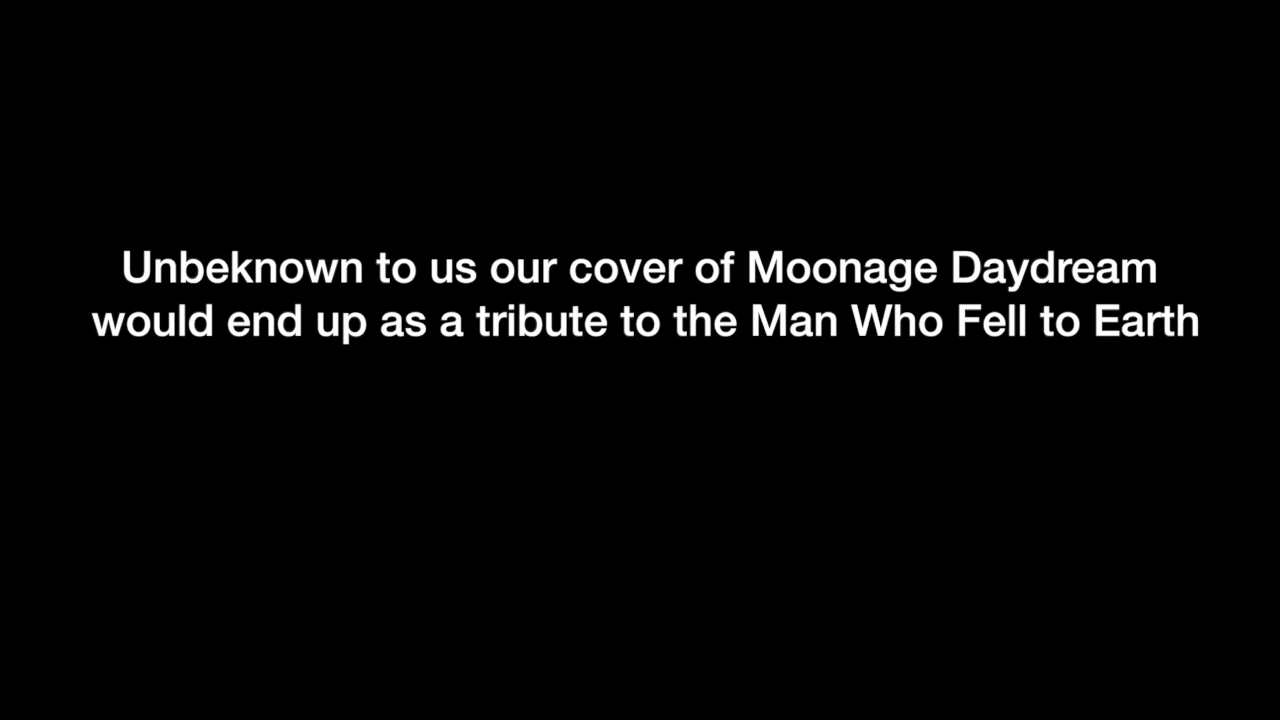 Unbeknown to us our cover of Moonage Daydream
would end up as a tribute to the Man Who Fell to Earth